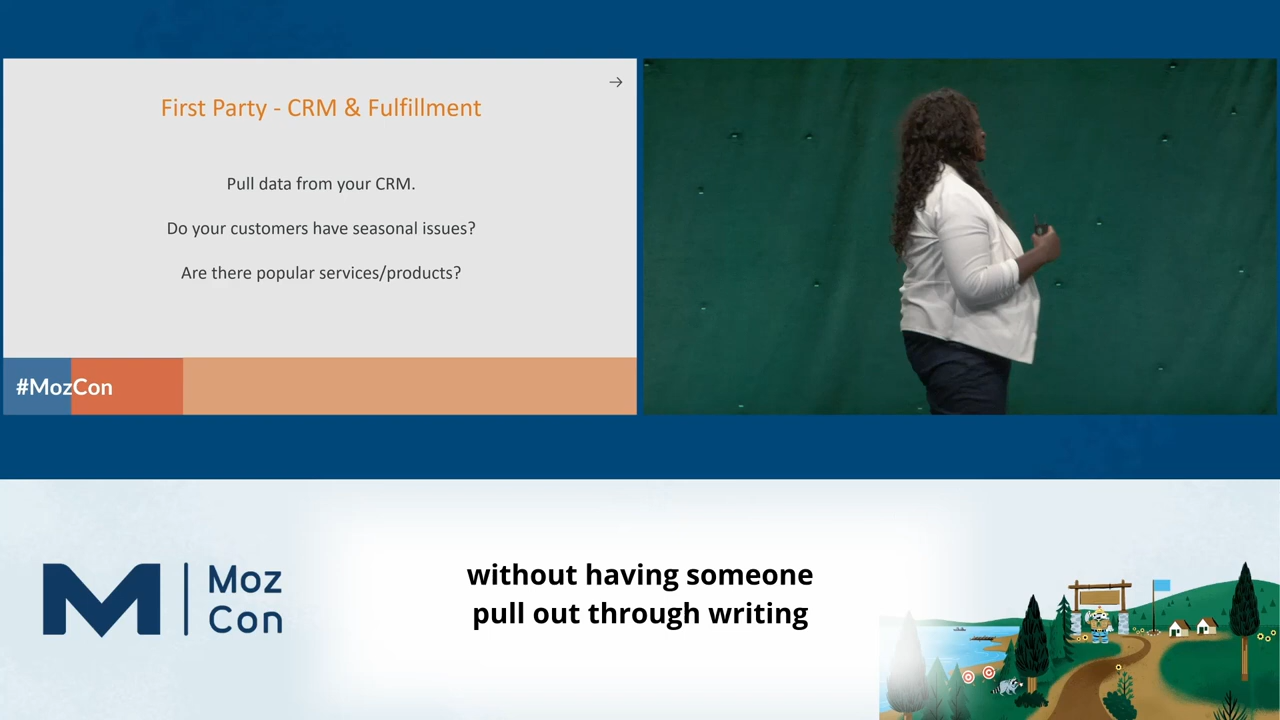 →
First Party - CRM & Fulfillment
Pull data from your CRM.
Do your customers have seasonal issues?
Are there popular services/products?
#MozCon
M | Moz
Con
without having someone
pull out through writing